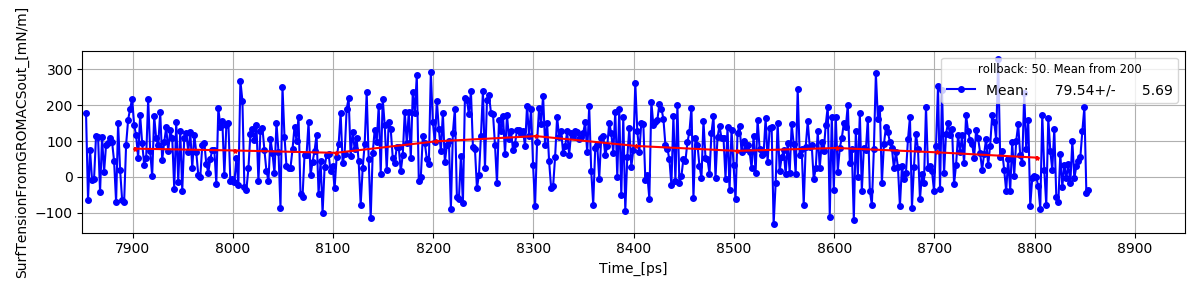 SurfTensionFromGROMACSout_[mN/m]
300
200
100
0
−100
rollback: 50. Mean from 200
Mean: 79.54+/- 5.69
7900 8000 8100 8200 8300 8400 8500 8600 8700 8800 8900
Time_[ps]